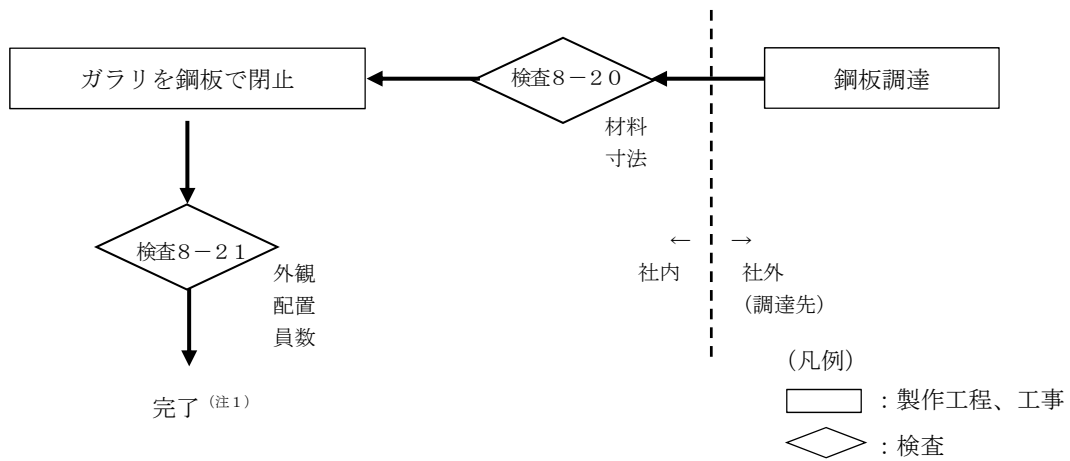 ガラリを鋼板で閉止
検査8-20
鋼板調達
材料
寸法
検査8-21
外観
配置
員数
← →
社内 社外
(調達先)
完了(注1)
(凡例)
:製作工程、工事
:検査